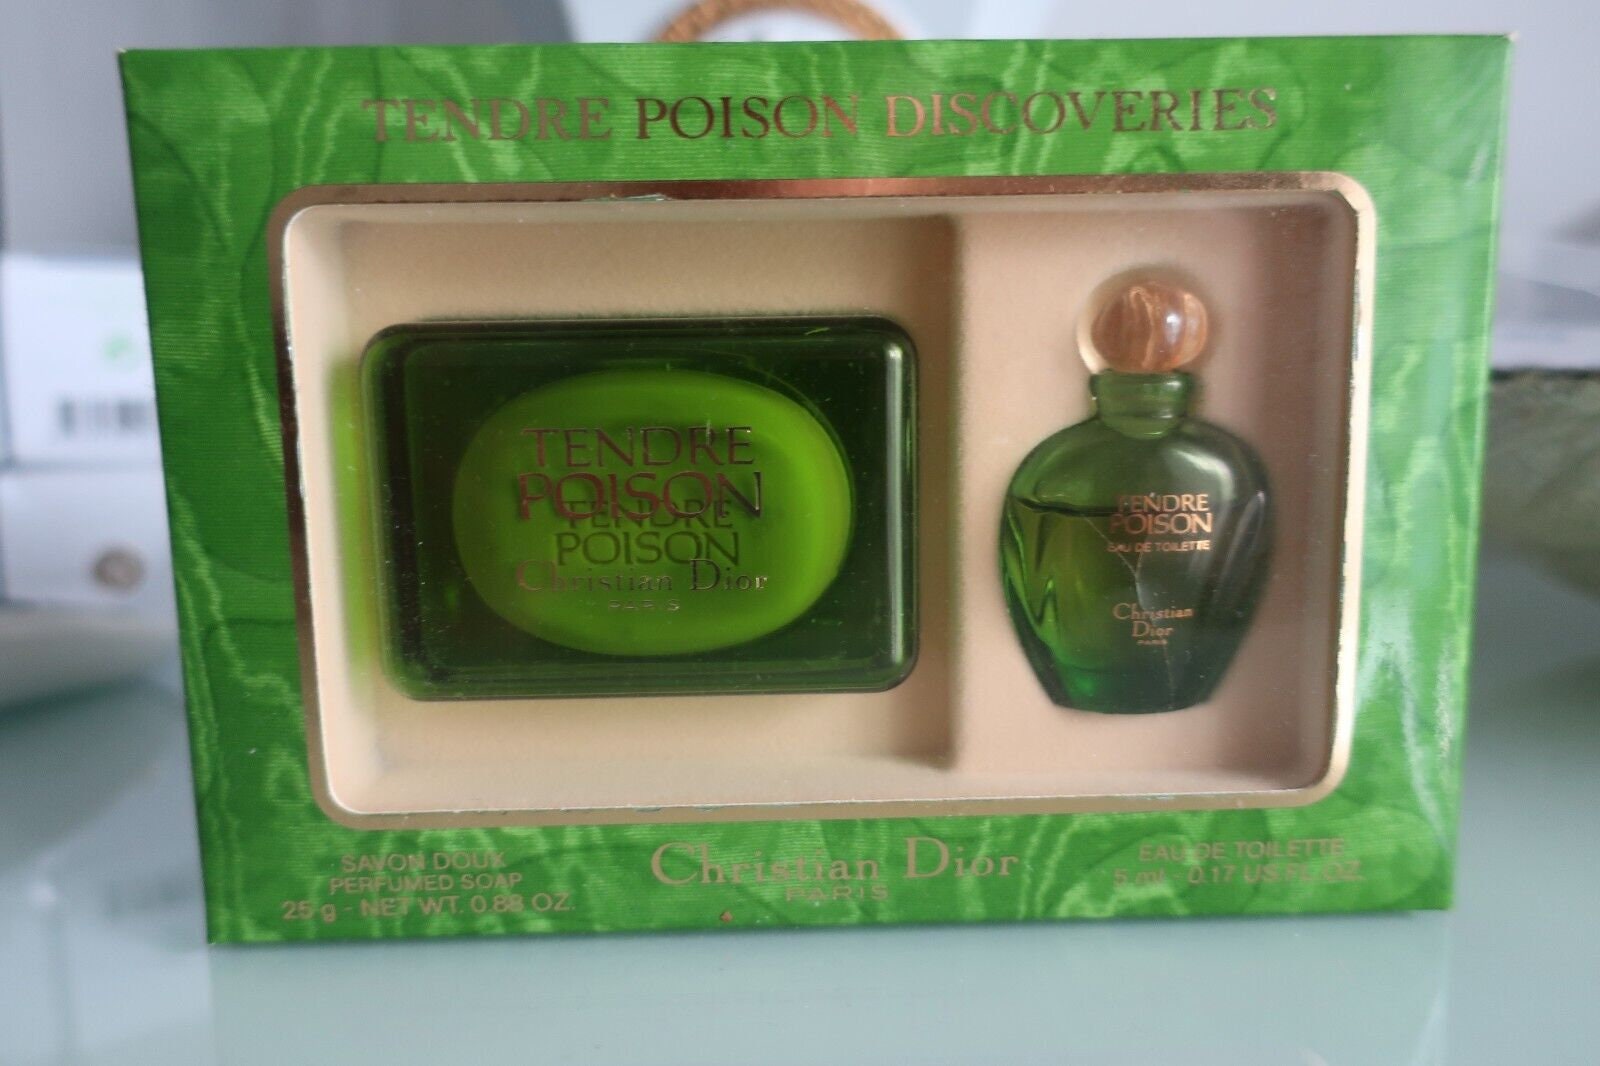 TENDRE POISON DISCOVERIES
TENDRE
POISON
TENDRE
POISON
Christian Dior
PARIS
TENDRE
POISON
EAU DE TOILETTE
Christian
Dior
PARIS
SAVON DOUX
PERFUMED SOAP
25 g - NET WT. 0.88 OZ.
Christian Dior
PARIS
EAU DE TOILETTE
5 ml - 0.17 US FL. OZ.